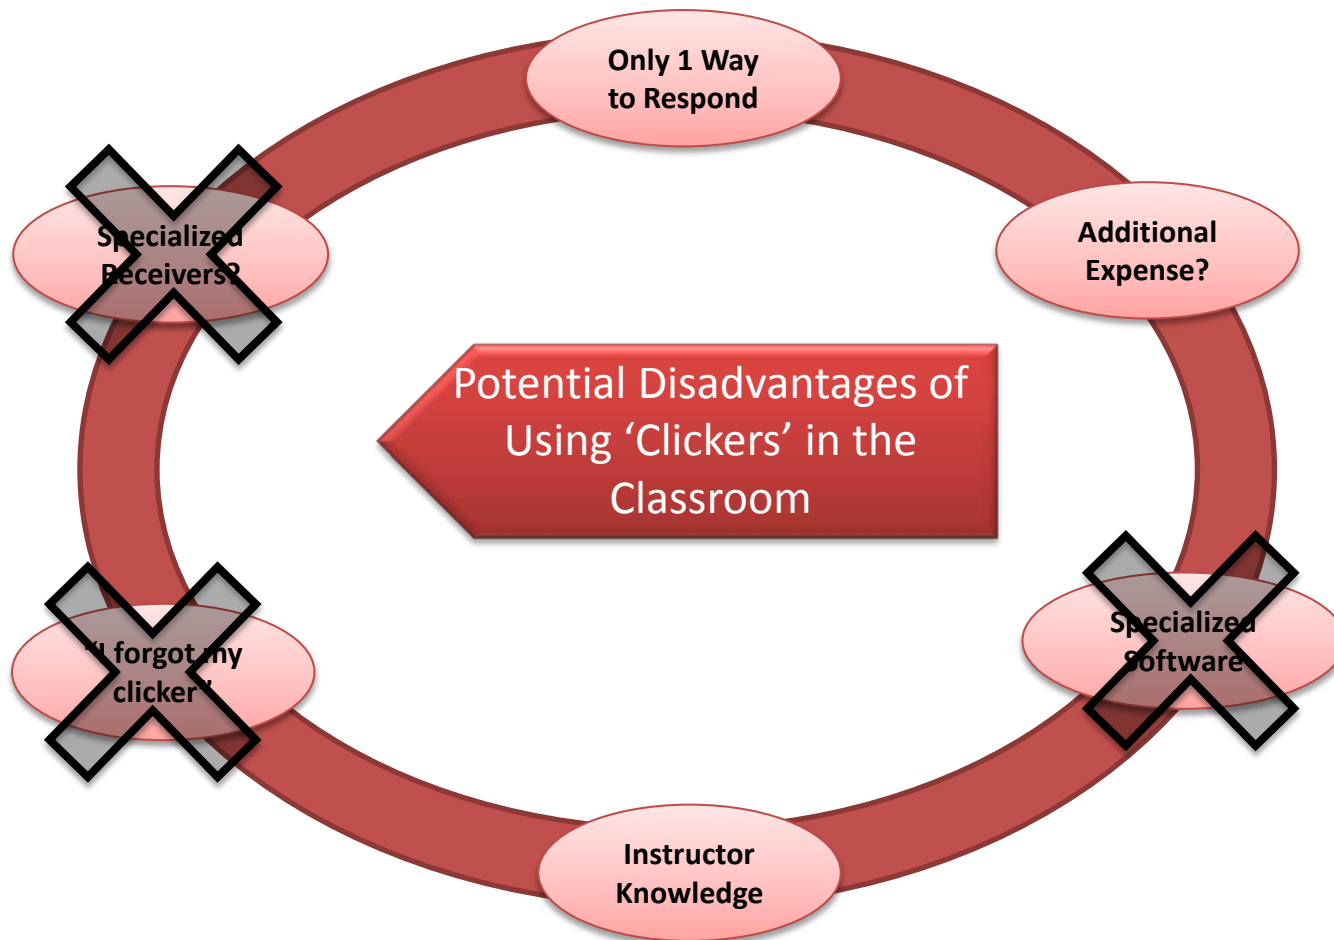 Only 1 Way
to Respond
Additional
Expense?
Specialized
Receivers?
Potential Disadvantages of
Using ‘Clickers’ in the
Classroom
Specialized
Software
“I forgot my
clicker”
Instructor
Knowledge